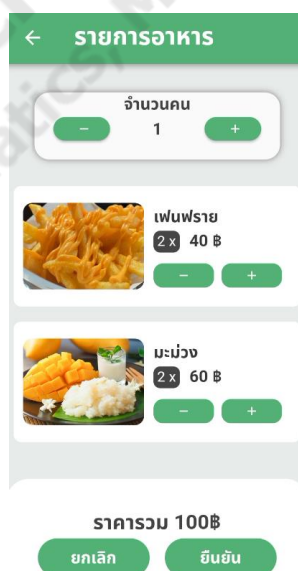 รายการอาหาร
จำนวนคน
1
เฟนฟราย
2 x 40 ฿
มะม่วง
2 x 60 ฿
ราคารวม 100฿
ยกเลิก ยืนยัน